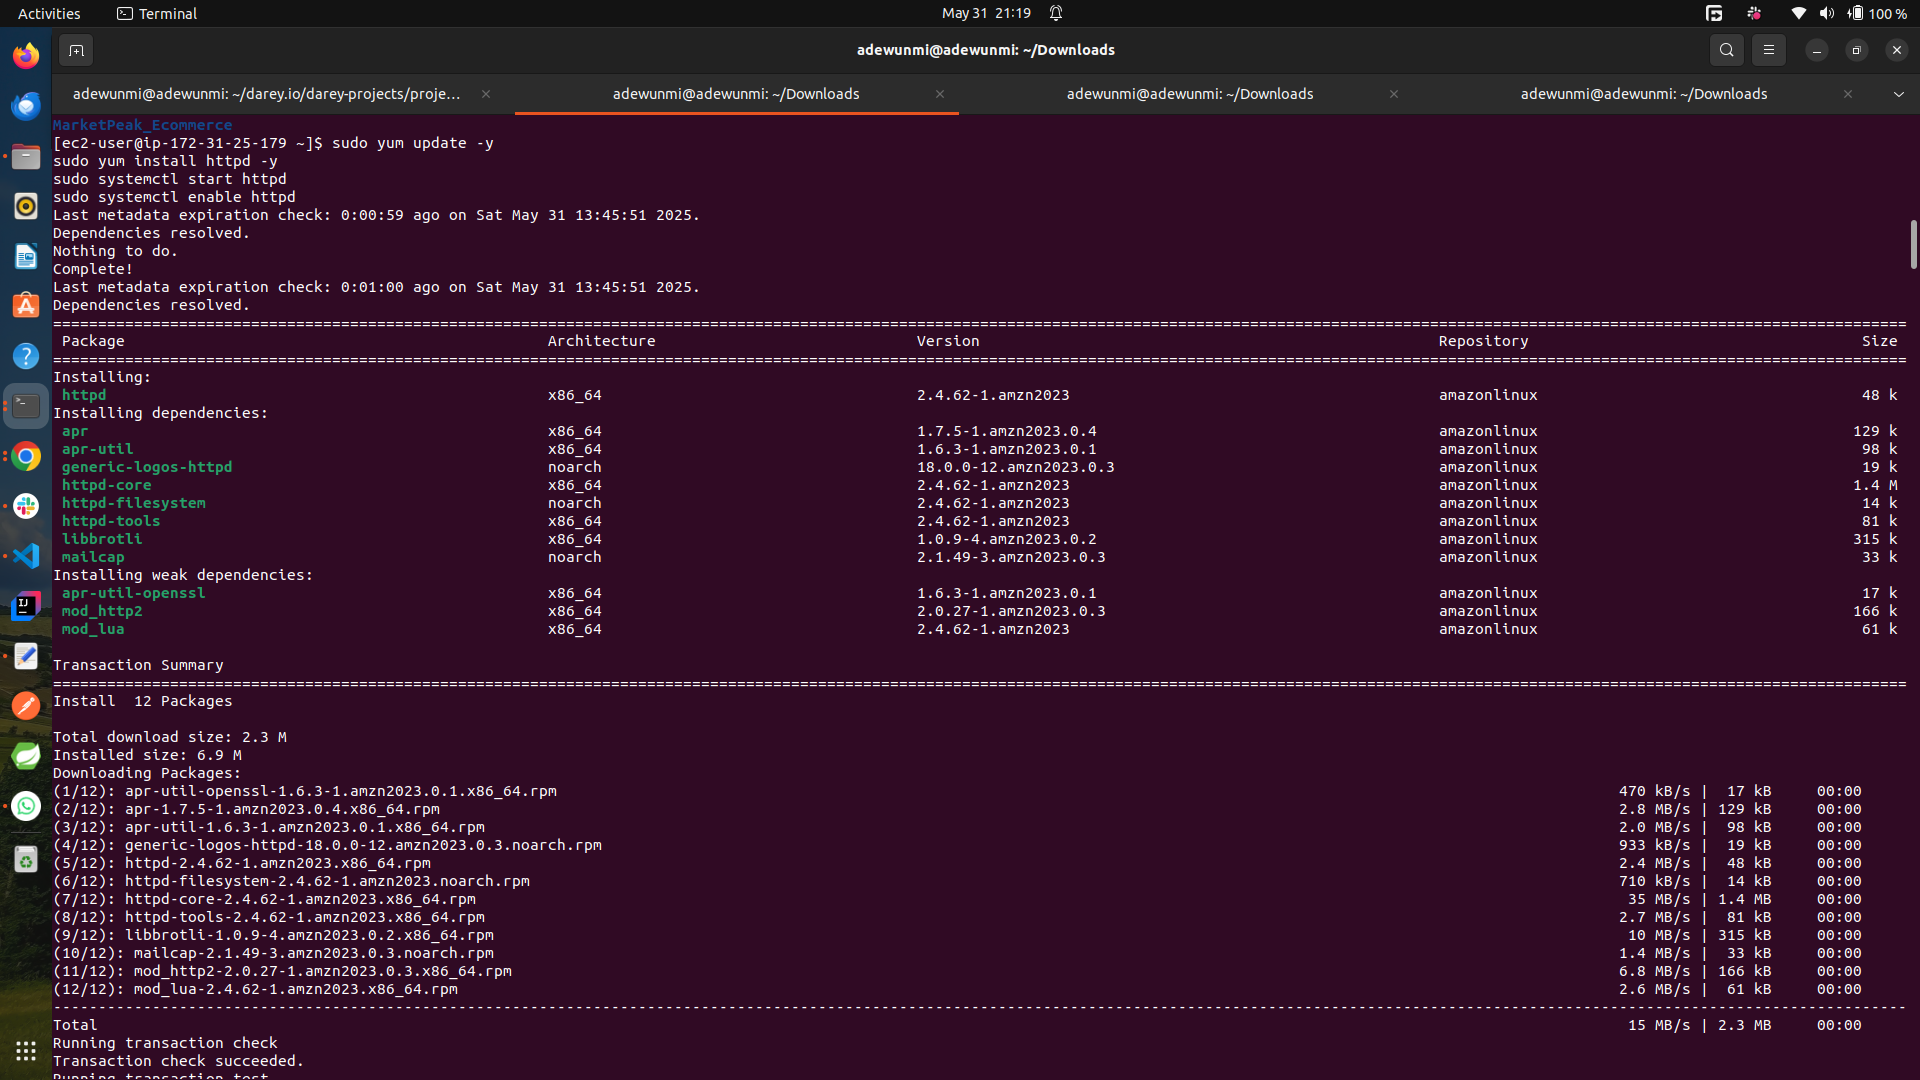 Activities Terminal May 31 21:19 100 %
adewunmi@adewunmi: ~/Downloads
adewunmi@adewunmi: ~/darey.io/darey-projects/proje... adewunmi@adewunmi: ~/Downloads adewunmi@adewunmi: ~/Downloads adewunmi@adewunmi: ~/Downloads
MarketPeak_Ecommerce
[ec2-user@ip-172-31-25-179 ~]$ sudo yum update -y
sudo yum install httpd -y
sudo systemctl start httpd
sudo systemctl enable httpd
Last metadata expiration check: 0:00:59 ago on Sat May 31 13:45:51 2025.
Dependencies resolved.
Nothing to do.
Complete!
Last metadata expiration check: 0:01:00 ago on Sat May 31 13:45:51 2025.
Dependencies resolved.
Package Architecture Version Repository Size
Installing:
httpd x86_64 2.4.62-1.amzn2023 amazonlinux 48 k
Installing dependencies:
apr x86_64 1.7.5-1.amzn2023.0.4 amazonlinux 129 k
apr-util x86_64 1.6.3-1.amzn2023.0.1 amazonlinux 98 k
generic-logos-httpd noarch 18.0.0-12.amzn2023.0.3 amazonlinux 19 k
httpd-core x86_64 2.4.62-1.amzn2023 amazonlinux 1.4 M
httpd-filesystem noarch 2.4.62-1.amzn2023 amazonlinux 14 k
httpd-tools x86_64 2.4.62-1.amzn2023 amazonlinux 81 k
libbrotli x86_64 1.0.9-4.amzn2023.0.2 amazonlinux 315 k
mailcap noarch 2.1.49-3.amzn2023.0.3 amazonlinux 33 k
Installing weak dependencies:
apr-util-openssl x86_64 1.6.3-1.amzn2023.0.1 amazonlinux 17 k
mod_http2 x86_64 2.0.27-1.amzn2023.0.3 amazonlinux 166 k
mod_lua x86_64 2.4.62-1.amzn2023 amazonlinux 61 k
Transaction Summary
Install 12 Packages
Total download size: 2.3 M
Installed size: 6.9 M
Downloading Packages:
(1/12): apr-util-openssl-1.6.3-1.amzn2023.0.1.x86_64.rpm 470 kB/s | 17 kB 00:00
(2/12): apr-1.7.5-1.amzn2023.0.4.x86_64.rpm 2.8 MB/s | 129 kB 00:00
(3/12): apr-util-1.6.3-1.amzn2023.0.1.x86_64.rpm 2.0 MB/s | 98 kB 00:00
(4/12): generic-logos-httpd-18.0.0-12.amzn2023.0.3.noarch.rpm 933 kB/s | 19 kB 00:00
(5/12): httpd-2.4.62-1.amzn2023.x86_64.rpm 2.4 MB/s | 48 kB 00:00
(6/12): httpd-filesystem-2.4.62-1.amzn2023.noarch.rpm 710 kB/s | 14 kB 00:00
(7/12): httpd-core-2.4.62-1.amzn2023.x86_64.rpm 35 MB/s | 1.4 MB 00:00
(8/12): httpd-tools-2.4.62-1.amzn2023.x86_64.rpm 2.7 MB/s | 81 kB 00:00
(9/12): libbrotli-1.0.9-4.amzn2023.0.2.x86_64.rpm 10 MB/s | 315 kB 00:00
(10/12): mailcap-2.1.49-3.amzn2023.0.3.noarch.rpm 1.4 MB/s | 33 kB 00:00
(11/12): mod_http2-2.0.27-1.amzn2023.0.3.x86_64.rpm 6.8 MB/s | 166 kB 00:00
(12/12): mod_lua-2.4.62-1.amzn2023.x86_64.rpm 2.6 MB/s | 61 kB 00:00
Total 15 MB/s | 2.3 MB 00:00
Running transaction check
Transaction check succeeded.
Running transaction test